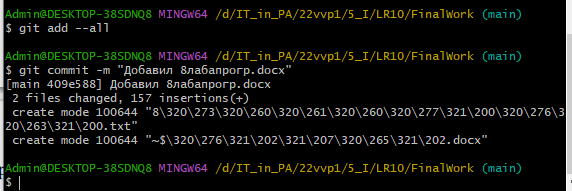 Admin@DESKTOP-38SDNQ8 MINGW64 /d/IT_in_PA/22vvp1/5_I/LR10/FinalWork (main)
$ git add --all
Admin@DESKTOP-38SDNQ8 MINGW64 /d/IT_in_PA/22vvp1/5_I/LR10/FinalWork (main)
$ git commit -m "Добавил 8лабапрогр.docx"
[main 409e588] Добавил 8лабапрогр.docx
 2 files changed, 157 insertions(+)
 create mode 100644 "8\320\273\320\260\320\261\320\260\320\277\321\200\320\276\3
20\263\321\200.txt"
 create mode 100644 "~$\320\276\321\202\321\207\320\265\321\202.docx"
Admin@DESKTOP-38SDNQ8 MINGW64 /d/IT_in_PA/22vvp1/5_I/LR10/FinalWork (main)
$